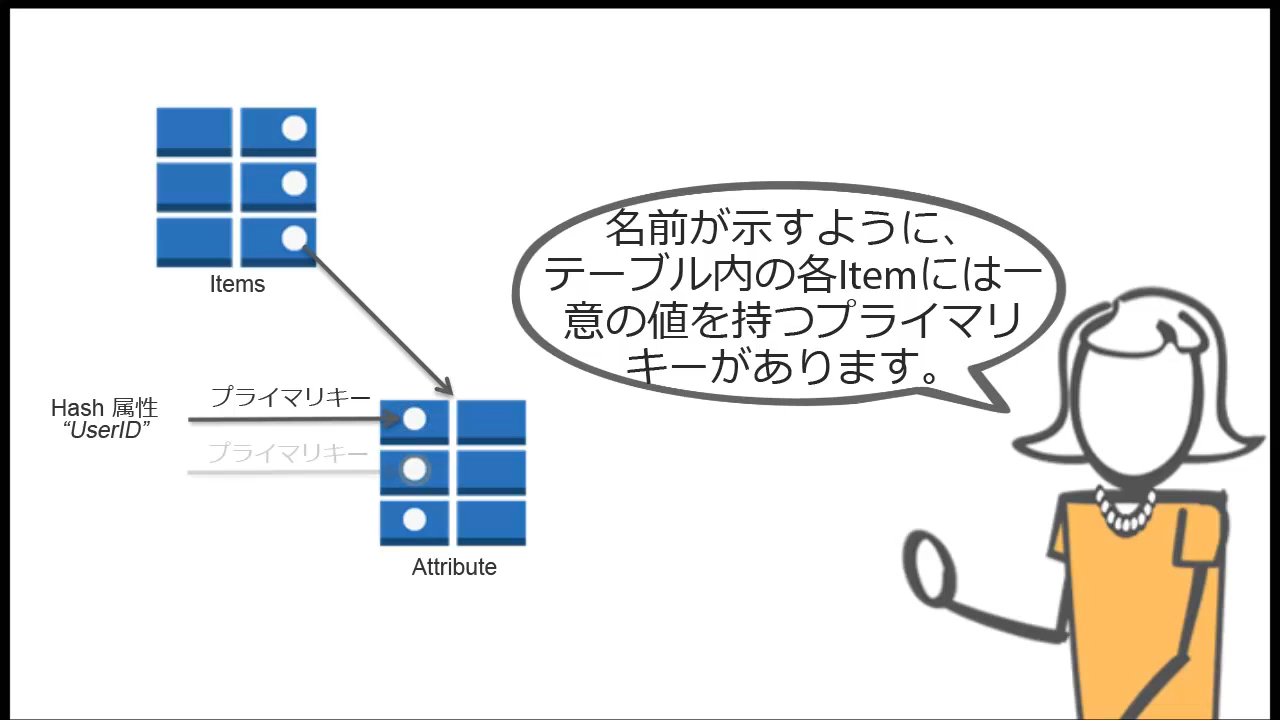 Items
名前が示すように、
テーブル内の各Itemには一
意の値を持つプライマリ
キーがあります。
プライマリキー
Hash 属性
“UserID”
プライマリキー
Attribute